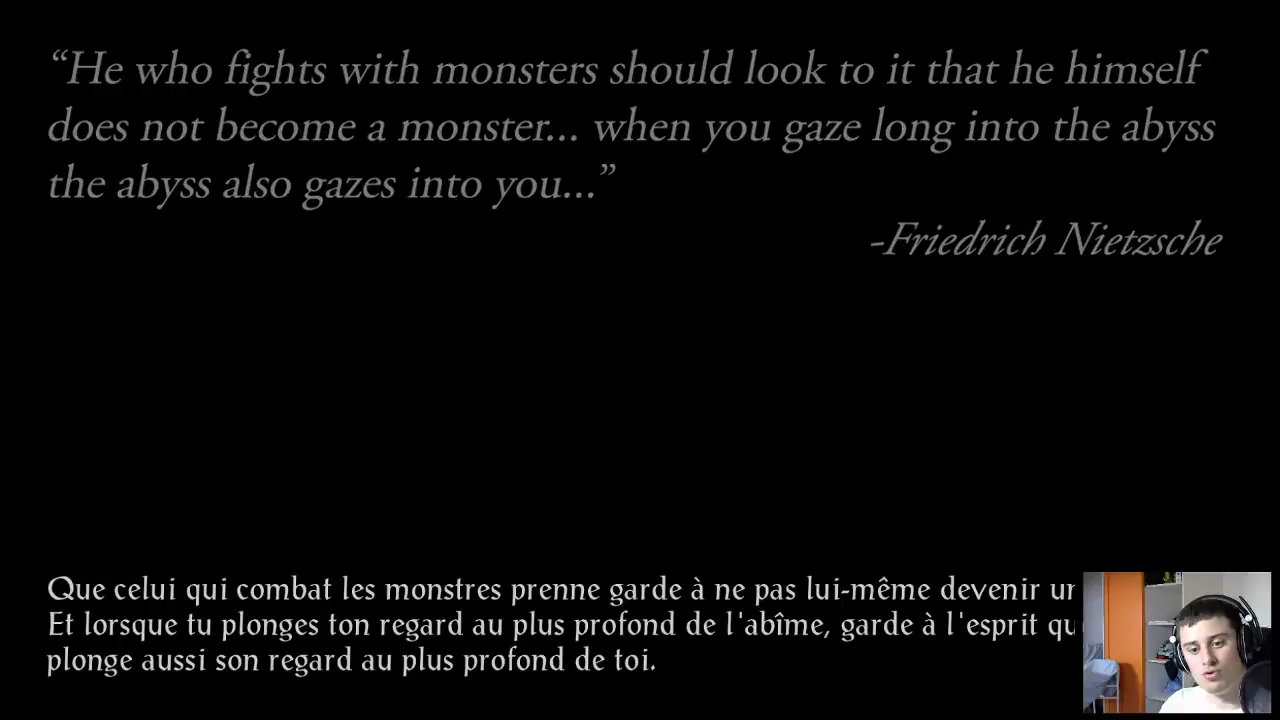 “He who fights with monsters should look to it that he himself
does not become a monster... when you gaze long into the abyss
the abyss also gazes into you...”
-Friedrich Nietzsche
Que celui qui combat les monstres prenne garde à ne pas lui-même devenir
Et lorsque tu plonges ton regard au plus profond de l'abîme, garde à l'esprit
plonge aussi son regard au plus profond de toi.